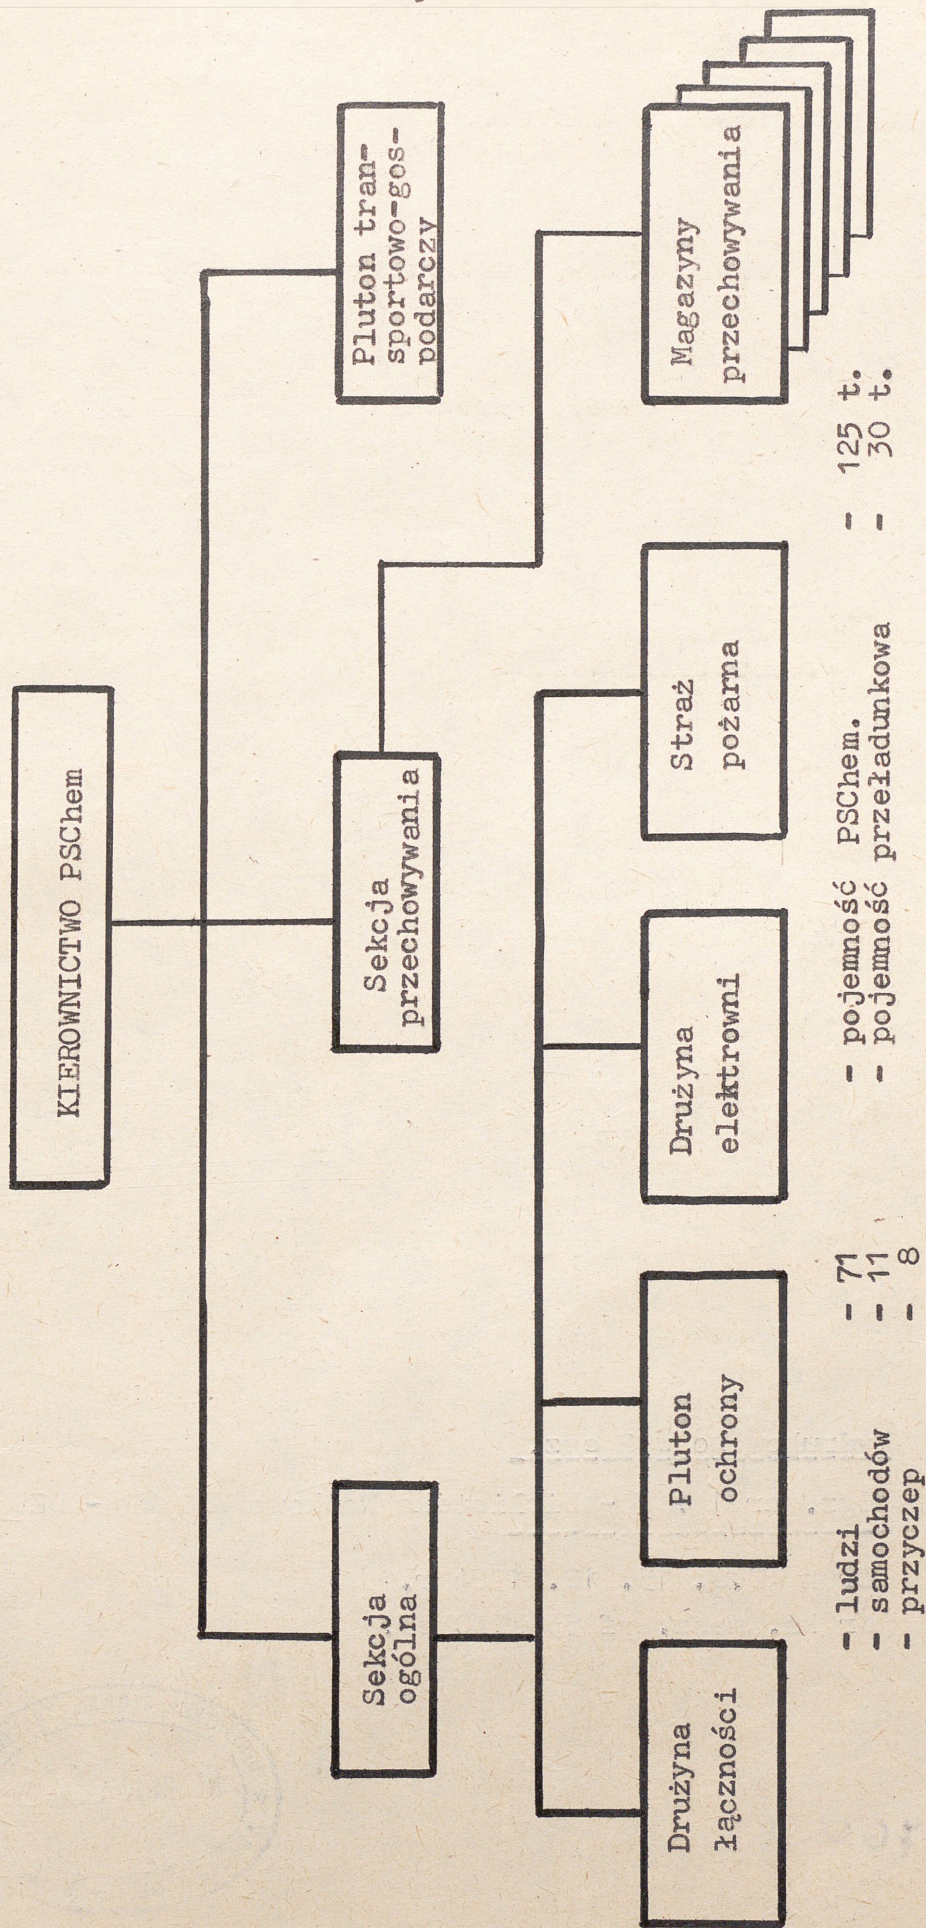 KIEROWNICTWO PSChem
Sekcja
ogólna
Sekcja
przechowywania
Pluton tran-
sportowo-gos-
podarczy
Drużyna
łączności
Pluton
ochrony
Drużyna
elektrowni
Straż
pożarna
Magazyny
przechowywania
- ludzi - 71
- samochodów - 11
- przyczep - 8
- pojemność PSChem. - 125 t.
- pojemność przeładunkowa - 30 t.